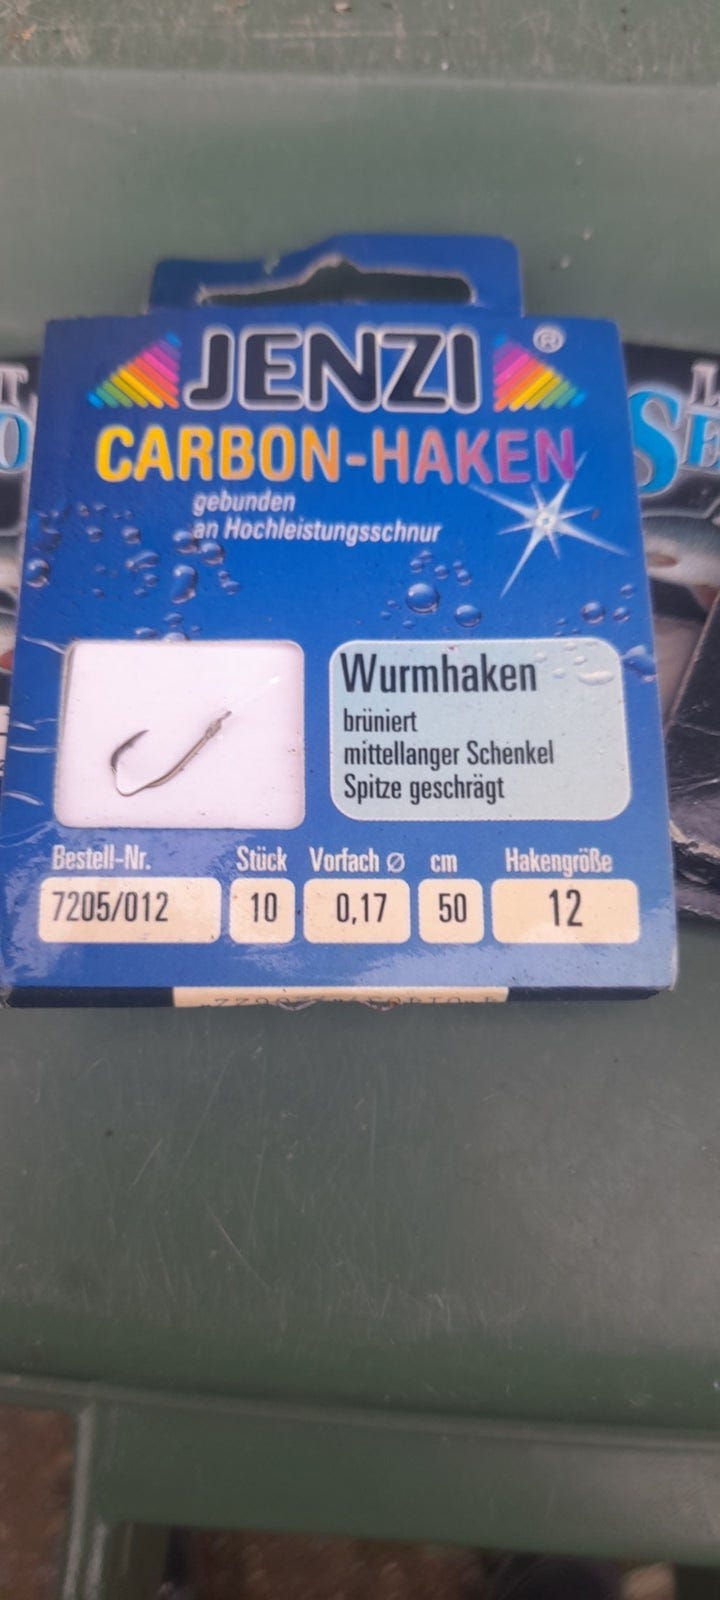 JENZI®
CARBON-HAKEN
gebunden
an Hochleistungsschnur
Wurmhaken
brüniert
mittellanger Schenkel
Spitze geschrägt
Bestell-Nr. Stück Vorfach Ø cm Hakengröße
7205/012 10 0,17 50 12